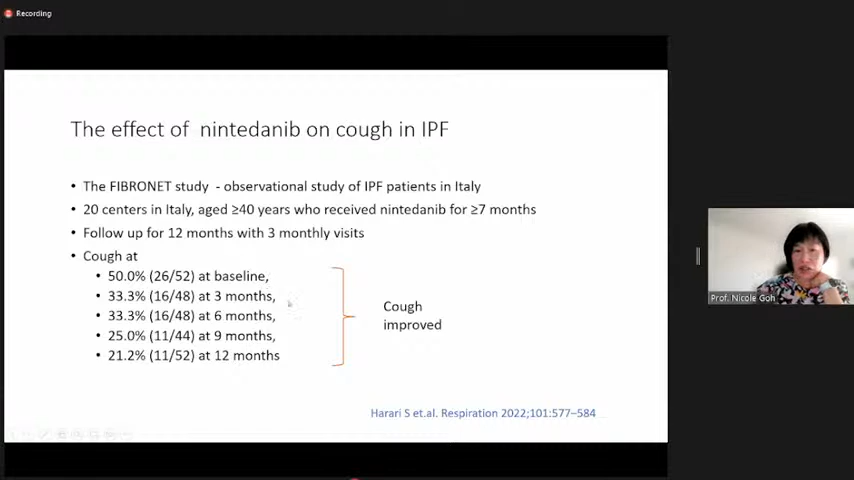 Recording
The effect of nintedanib on cough in IPF
• The FIBRONET study - observational study of IPF patients in Italy
• 20 centers in Italy, aged ≥40 years who received nintedanib for ≥7 months
• Follow up for 12 months with 3 monthly visits
• Cough at
• 50.0% (26/52) at baseline,
• 33.3% (16/48) at 3 months,
• 33.3% (16/48) at 6 months,
• 25.0% (11/44) at 9 months,
• 21.2% (11/52) at 12 months
Cough
improved
Harari S et.al. Respiration 2022;101:577–584
Prof. Nicole Goh